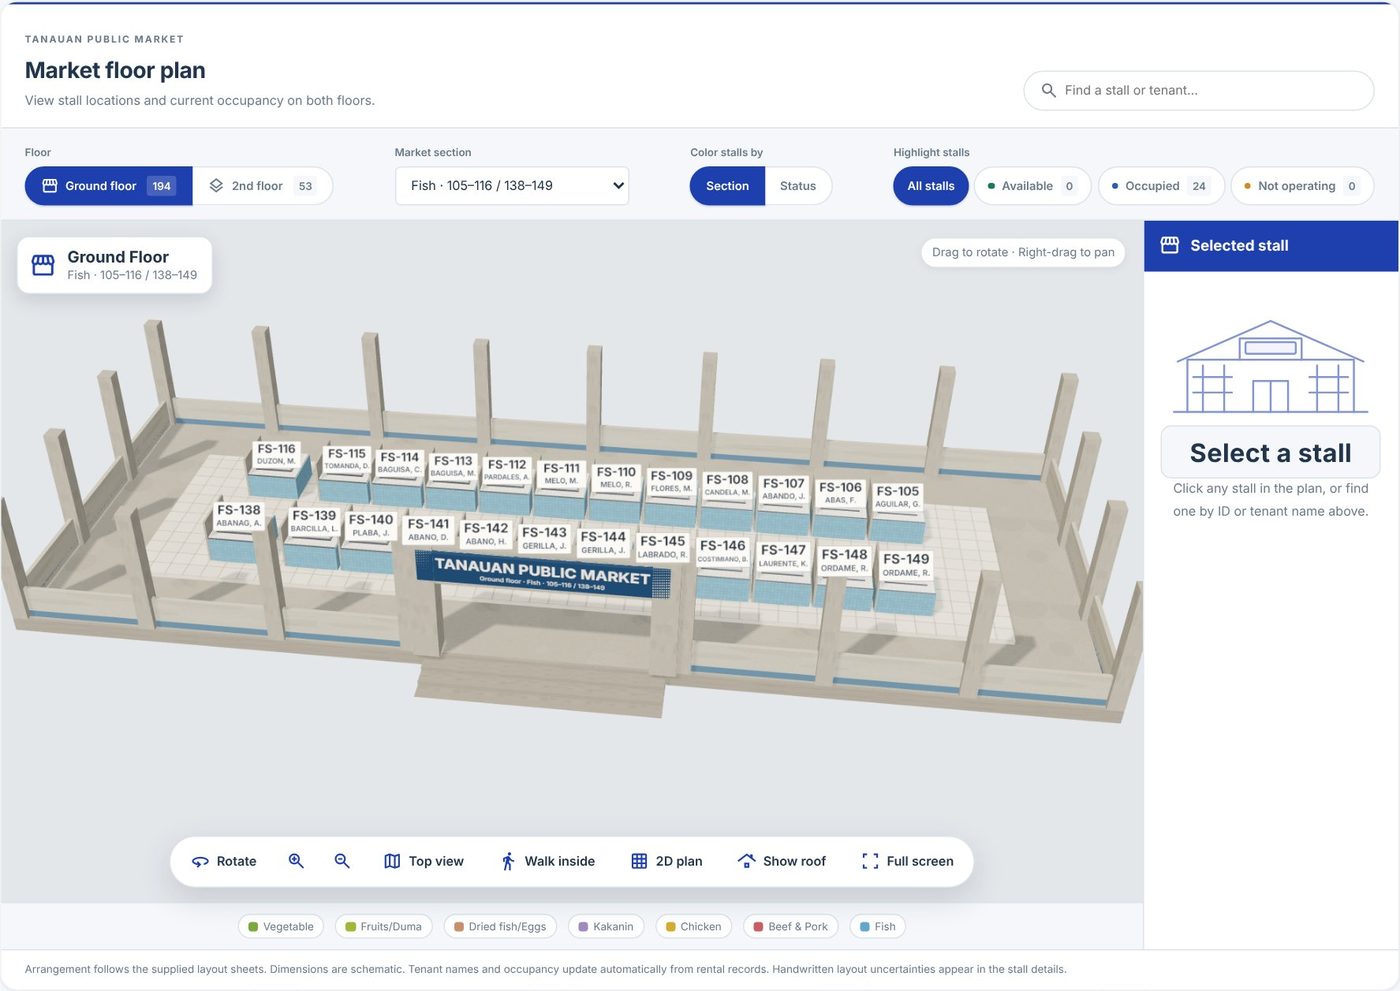 TANAUAN PUBLIC MARKET
Market floor plan
View stall locations and current occupancy on both floors.
Find a stall or tenant...
Floor
Market section
Color stalls by
Highlight stalls
Ground floor 194
2nd floor 53
Fish · 105–116 / 138–149
Section
Status
All stalls
Available 0
Occupied 24
Not operating 0
Ground Floor
Fish · 105–116 / 138–149
Drag to rotate · Right-drag to pan
Selected stall
FS-116
DUZON, M.
FS-115
TOMANDA, D.
FS-114
BAGUISA, C.
FS-113
BAGUISA, M.
FS-112
PARDALES, A.
FS-111
MELO, M.
FS-110
MELO, R.
FS-109
FLORES, M.
FS-108
CANDELA, M.
FS-107
ABANDO, J.
FS-106
ABAS, F.
FS-105
AGUILAR, G.
FS-138
ABANAG, A.
FS-139
BARCILLA, L.
FS-140
PLABA, J.
FS-141
ABANO, D.
FS-142
ABANO, H.
FS-143
GERILLA, J.
FS-144
GERILLA, J.
FS-145
LABRADO, R.
FS-146
COSTIMIANO, B.
FS-147
LAURENTE, K.
FS-148
ORDAME, R.
FS-149
ORDAME, R.
TANAUAN PUBLIC MARKET
Ground floor · Fish · 105–116 / 138–149
Select a stall
Click any stall in the plan, or find
one by ID or tenant name above.
Rotate
Top view
Walk inside
2D plan
Show roof
Full screen
Vegetable
Fruits/Duma
Dried fish/Eggs
Kakanin
Chicken
Beef & Pork
Fish
Arrangement follows the supplied layout sheets. Dimensions are schematic. Tenant names and occupancy update automatically from rental records. Handwritten layout uncertainties appear in the stall details.